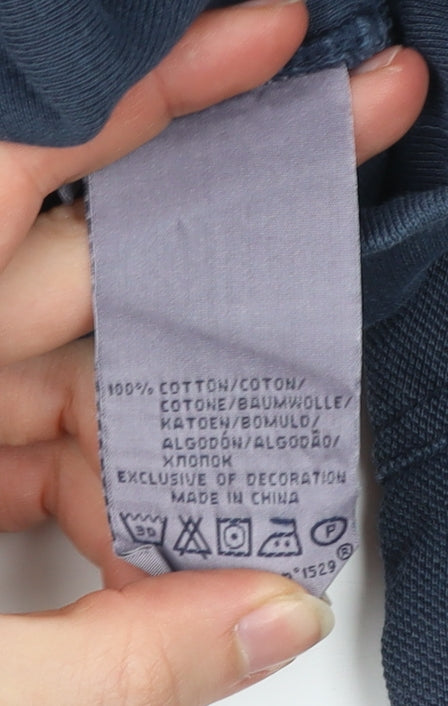 100% COTTON/COTON/
COTONE/BAUMWOLLE/
KATOEN/BOMULD/
ALGODÓN/ALGODÃO/
ХЛОПОК
EXCLUSIVE OF DECORATION
MADE IN CHINA
30 P
®
n°1529